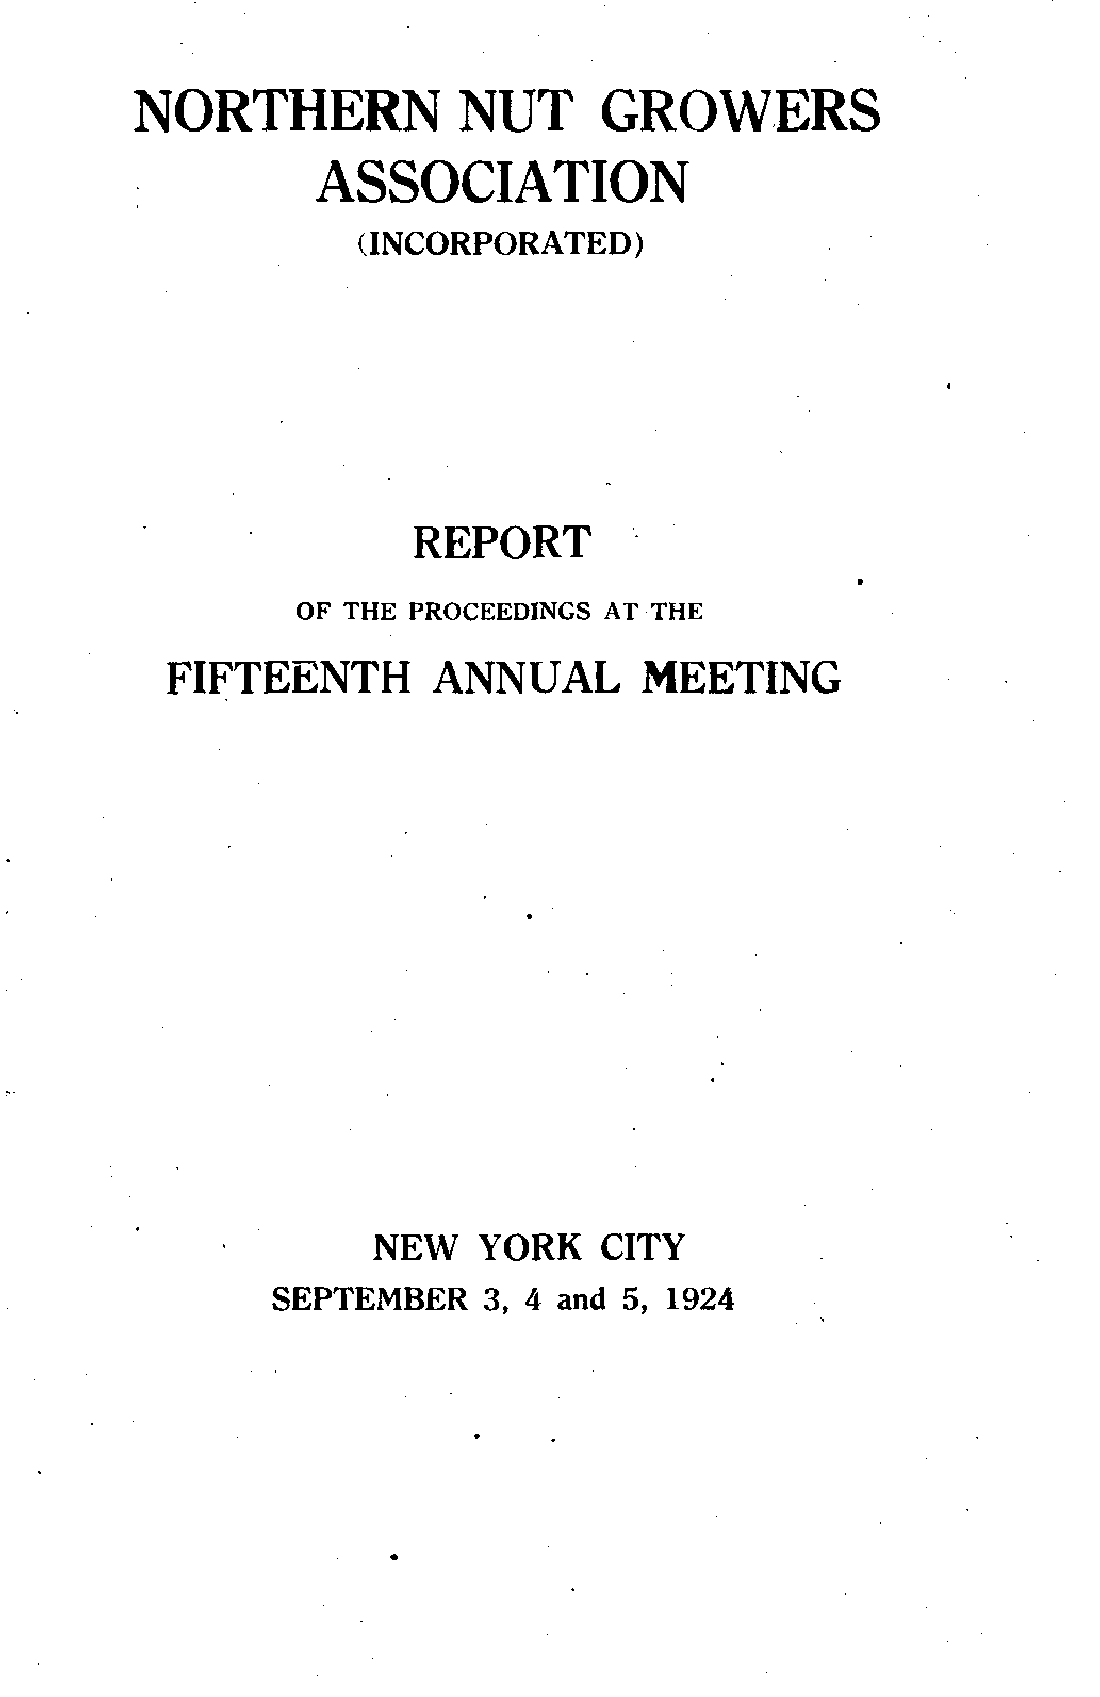 NORTHERN NUT GROWERS
ASSOCIATION
(INCORPORATED)
REPORT
OF THE PROCEEDINGS AT THE
FIFTEENTH ANNUAL MEETING
NEW YORK CITY
SEPTEMBER 3, 4 and 5, 1924